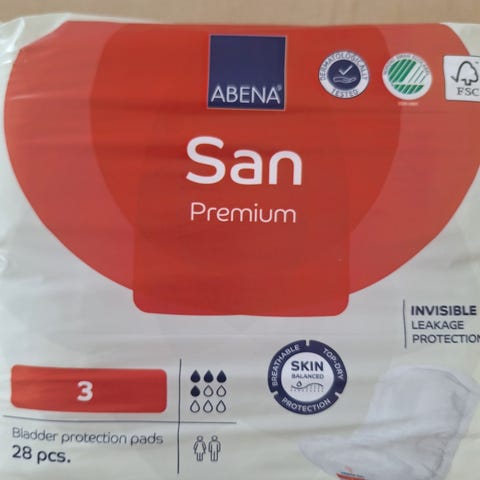 ABENA®
DERMATOLOGICALLY
TESTED
FSC
San
Premium
INVISIBLE
LEAKAGE
PROTECTION
BREATHABLE TOP-DRY
SKIN
BALANCED
PROTECTION
3
Bladder protection pads
28 pcs.